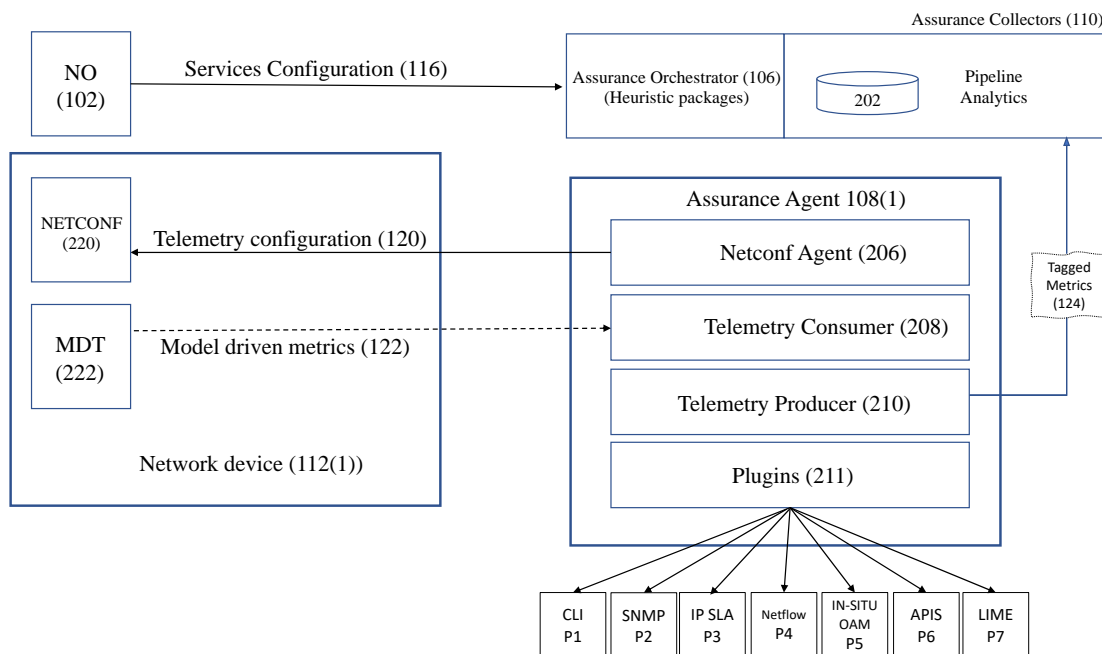 Assurance Collectors (110)
NO
(102)
Services Configuration (116)
Assurance Orchestrator (106)
(Heuristic packages)
202
Pipeline
Analytics
NETCONF
(220)
Telemetry configuration (120)
MDT
(222)
Model driven metrics (122)
Network device (112(1))
Assurance Agent 108(1)
Netconf Agent (206)
Telemetry Consumer (208)
Telemetry Producer (210)
Plugins (211)
Tagged
Metrics
(124)
CLI
P1
SNMP
P2
IP SLA
P3
Netflow
P4
IN-SITU
OAM
P5
APIS
P6
LIME
P7